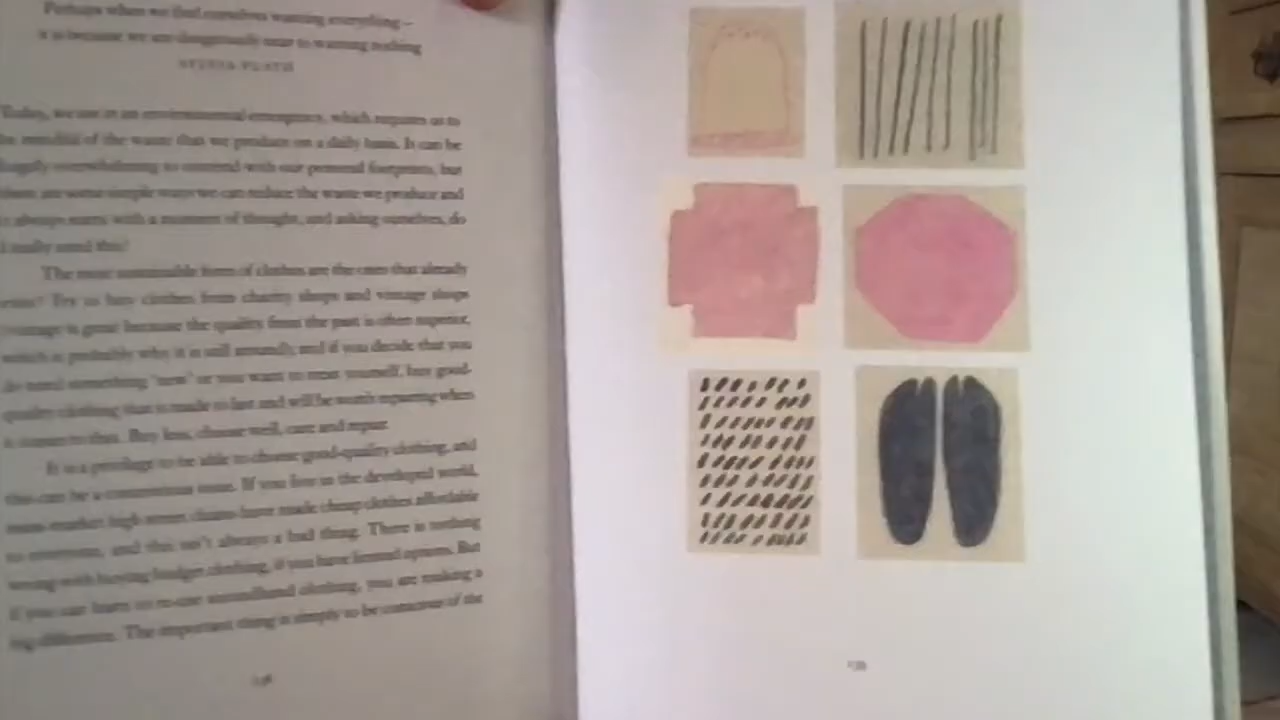 Perhaps when we find ourselves wanting everything –
it is because we are dangerously near to wanting nothing
SYLVIA PLATH
Today, we are in an environmental emergency, which requires us to
be mindful of the waste that we produce on a daily basis. It can be
hugely overwhelming to contend with our personal footprints, but
there are some simple ways we can reduce the waste we produce and
it always starts with a moment of thought, and asking ourselves, do
I really need this?
The most sustainable form of clothes are the ones that already
exist! Try to buy clothes from charity shops and vintage shops
(vintage is great because the quality from the past is often superior,
which is probably why it is still around), and if you decide that you
do need something 'new' or you want to treat yourself, buy good-
quality clothing that is made to last and will be worth repairing when
it comes to that. Buy less, choose well, care and repair.
It is a privilege to be able to choose good-quality clothing, and
this can be a contentious issue. If you live in the developed world,
mass-market high street chains have made cheap clothes affordable
to everyone, and this isn't always a bad thing. There is nothing
wrong with buying budget clothing, if you have limited options. But
if you can learn to re-use secondhand clothing, you are making a
big difference. The important thing is simply to be conscious of the
138
139